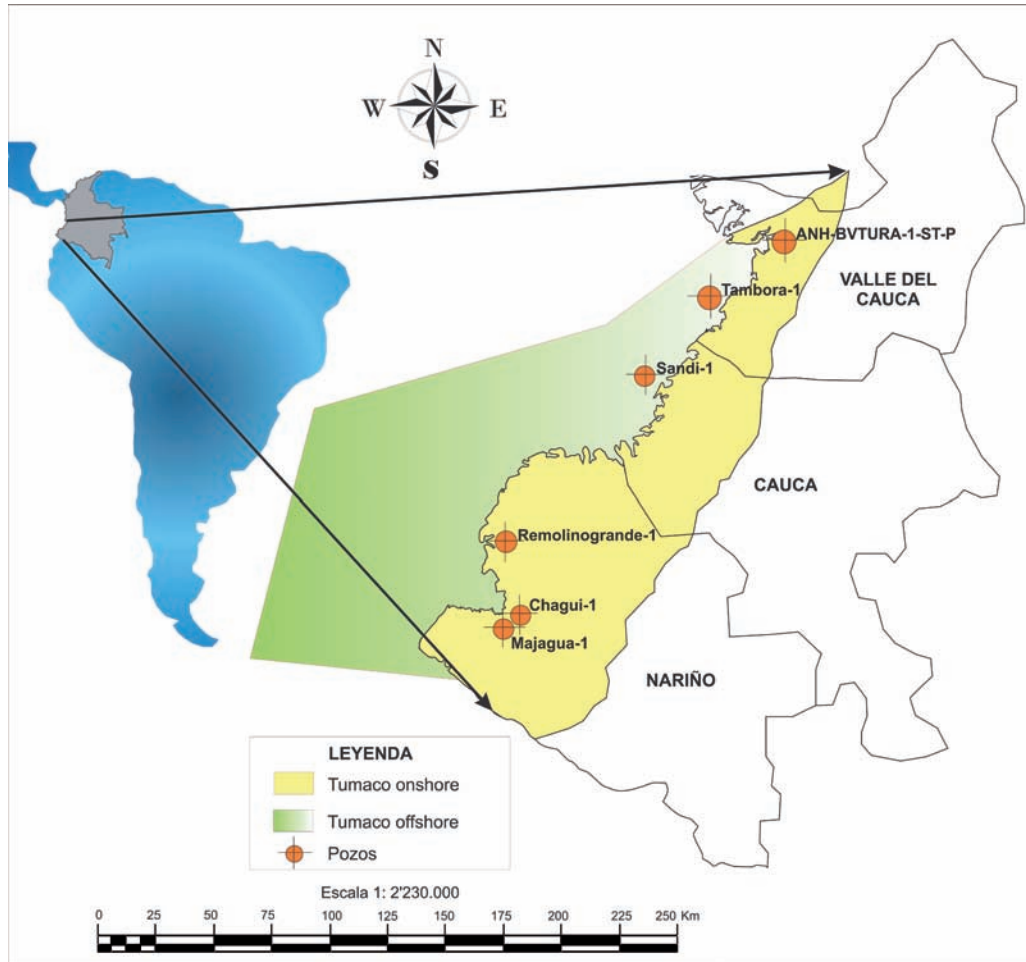 N
W
E
S
ANH-BVTURA-1-ST-P
VALLE DEL
CAUCA
Tambora-1
Sandi-1
CAUCA
Remolinogrande-1
Chagui-1
Majagua-1
NARIÑO
LEYENDA
Tumaco onshore
Tumaco offshore
Pozos
Escala 1: 2'230.000
0 25 50 75 100 125 150 175 200 225 250 Km